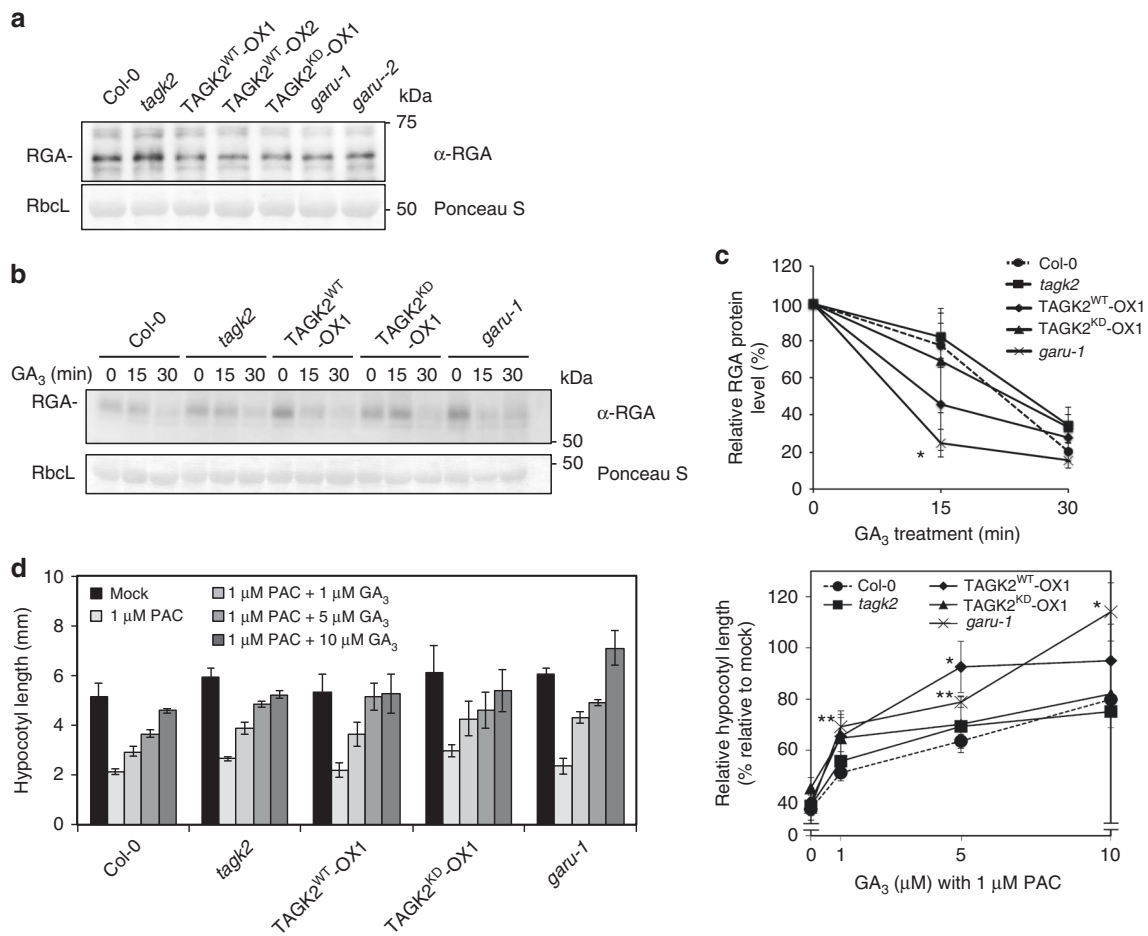 a
Col-0
tagk2
TAGK2WT-OX1
TAGK2WT-OX2
TAGK2KD-OX1
garu-1
garu--2
kDa
75
RGA-
α-RGA
RbcL
50
Ponceau S
b
Col-0
tagk2
TAGK2WT
-OX1
TAGK2KD
-OX1
garu-1
GA3 (min) 0 15 30 0 15 30 0 15 30 0 15 30 0 15 30
kDa
RGA-
α-RGA
50
50
RbcL
Ponceau S
c
120
100
80
60
40
20
0
Relative RGA protein
level (%)
Col-0
tagk2
TAGK2WT-OX1
TAGK2KD-OX1
garu-1
*
0 15 30
GA3 treatment (min)
d
10
8
6
4
2
0
Hypocotyl length (mm)
Mock
1 μM PAC
1 μM PAC + 1 μM GA3
1 μM PAC + 5 μM GA3
1 μM PAC + 10 μM GA3
Col-0
tagk2
TAGK2WT-OX1
TAGK2KD-OX1
garu-1
120
100
80
60
40
0
Relative hypocotyl length
(% relative to mock)
Col-0
tagk2
TAGK2WT-OX1
TAGK2KD-OX1
garu-1
**
*
**
*
0 1 5 10
GA3 (μM) with 1 μM PAC